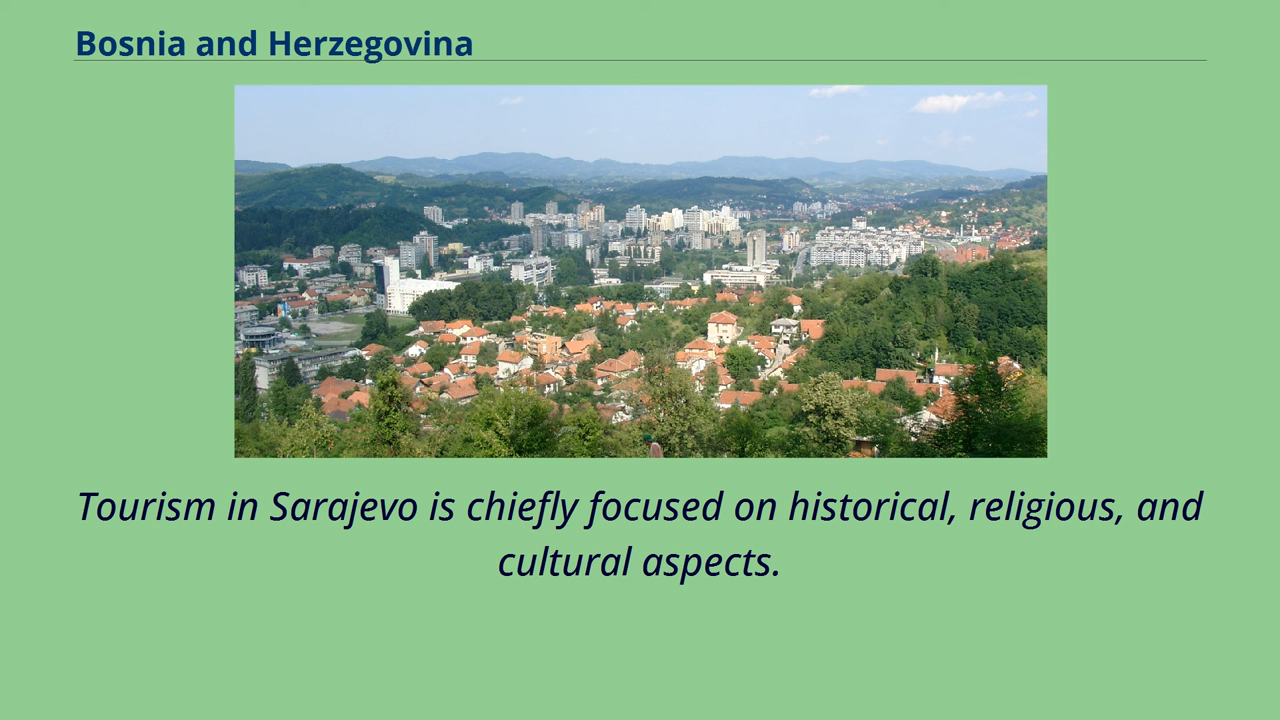 Bosnia and Herzegovina
Tourism in Sarajevo is chiefly focused on historical, religious, and
cultural aspects.